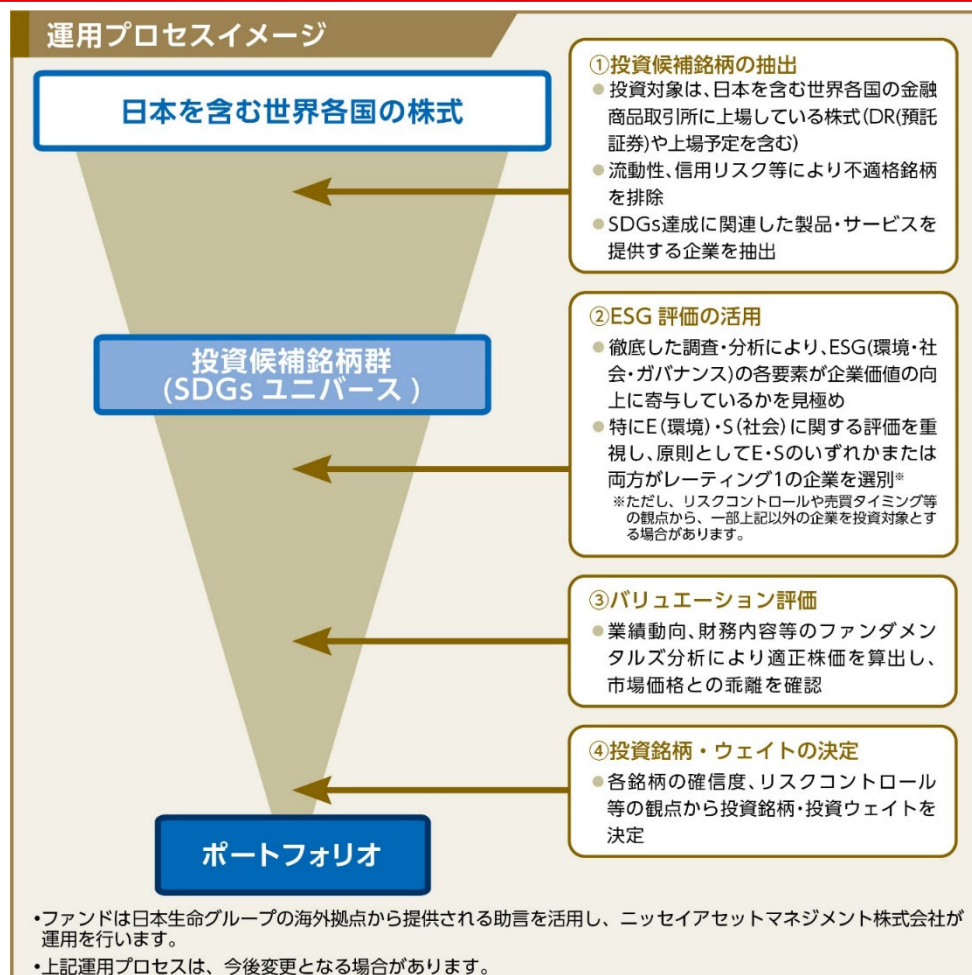 運用プロセスイメージ
日本を含む世界各国の株式
①投資候補銘柄の抽出
●投資対象は、日本を含む世界各国の金融
商品取引所に上場している株式(DR(預託
証券)や上場予定を含む)
●流動性、信用リスク等により不適格銘柄
を排除
●SDGs達成に関連した製品・サービスを
提供する企業を抽出
投資候補銘柄群
(SDGs ユニバース )
②ESG 評価の活用
●徹底した調査・分析により、ESG(環境・社
会・ガバナンス)の各要素が企業価値の向
上に寄与しているかを見極め
●特にE(環境)・S(社会)に関する評価を重
視し、原則としてE・Sのいずれかまたは
両方がレーティング1の企業を選別※
※ただし、リスクコントロールや売買タイミング等
の観点から、一部上記以外の企業を投資対象とす
る場合があります。
③バリュエーション評価
●業績動向、財務内容等のファンダメン
タルズ分析により適正株価を算出し、
市場価格との乖離を確認
④投資銘柄・ウェイトの決定
●各銘柄の確信度、リスクコントロール
等の観点から投資銘柄・投資ウェイトを
決定
ポートフォリオ
•ファンドは日本生命グループの海外拠点から提供される助言を活用し、ニッセイアセットマネジメント株式会社が
運用を行います。
•上記運用プロセスは、今後変更となる場合があります。